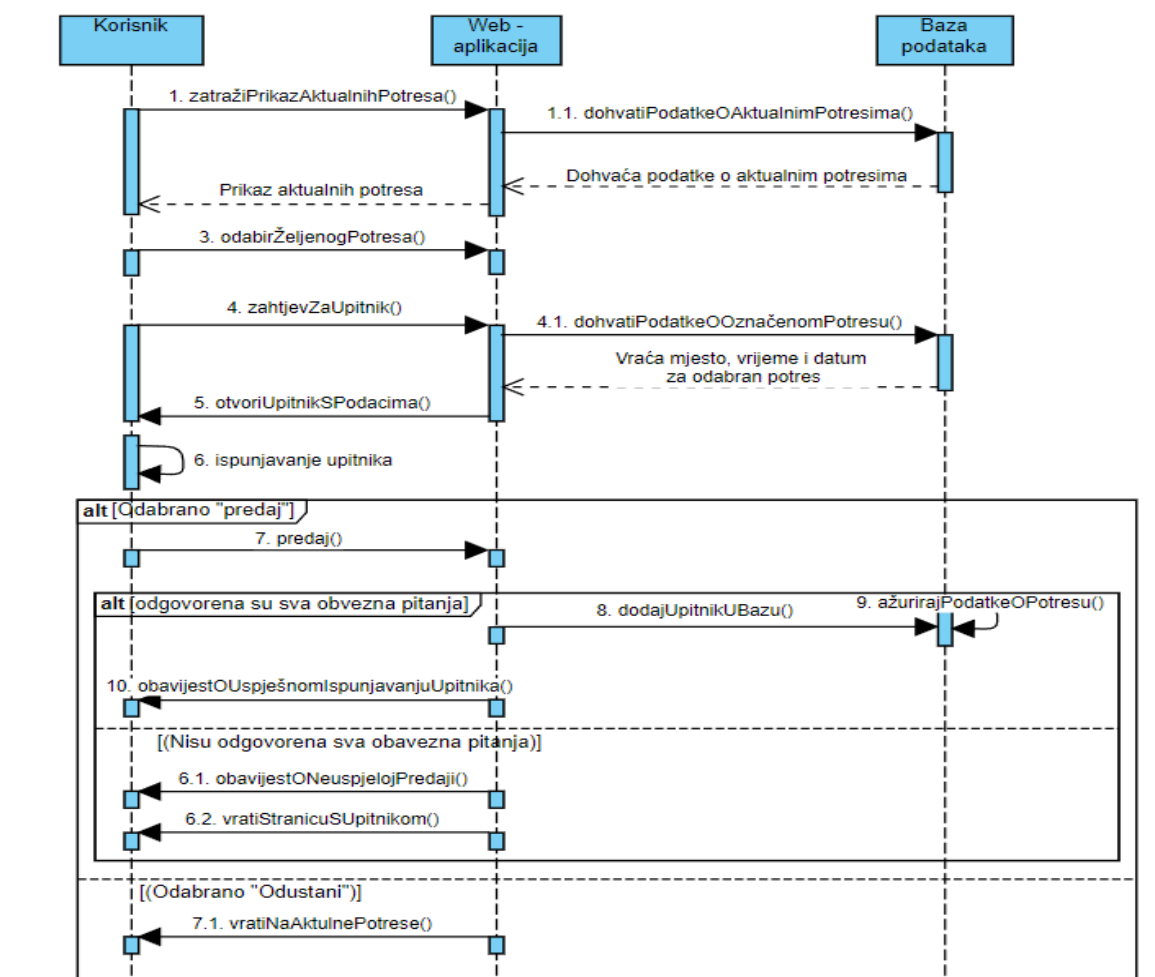 Korisnik
Web -
aplikacija
Baza
podataka
1. zatražiPrikazAktualnihPotresa()
1.1. dohvatiPodatkeOAktualnimPotresima()
Dohvaća podatke o aktualnim potresima
Prikaz aktualnih potresa
3. odabirŽeljenogPotresa()
4. zahtjevZaUpitnik()
4.1. dohvatiPodatkeOOznačenomPotresu()
Vraća mjesto, vrijeme i datum
za odabran potres
5. otvoriUpitnikSPodacima()
6. ispunjavanje upitnika
alt [Odabrano "predaj"]
7. predaj()
alt [odgovorena su sva obvezna pitanja]
8. dodajUpitnikUBazu()
9. ažurirajPodatkeOPotresu()
10. obavijestOUspješnomIspunjavanjuUpitnika()
[(Nisu odgovorena sva obavezna pitanja)]
6.1. obavijestONeuspjelojPredaji()
6.2. vratiStranicuSUpitnikom()
[(Odabrano "Odustani")]
7.1. vratiNaAktulnePotrese()